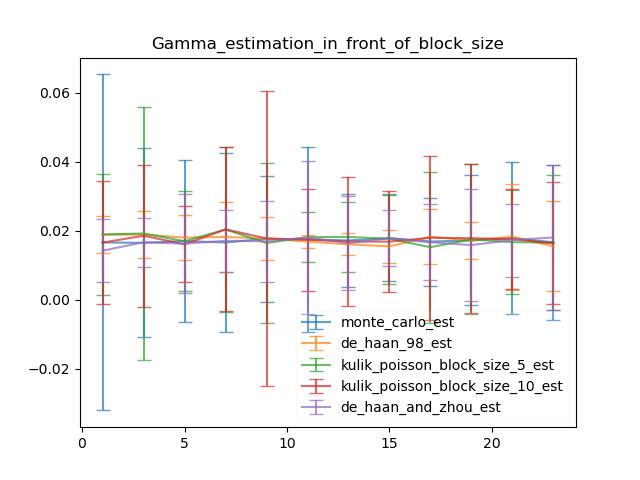 Gamma_estimation_in_front_of_block_size
0.06
0.04
0.02
0.00
−0.02
monte_carlo_est
de_haan_98_est
kulik_poisson_block_size_5_est
kulik_poisson_block_size_10_est
de_haan_and_zhou_est
0 5 10 15 20